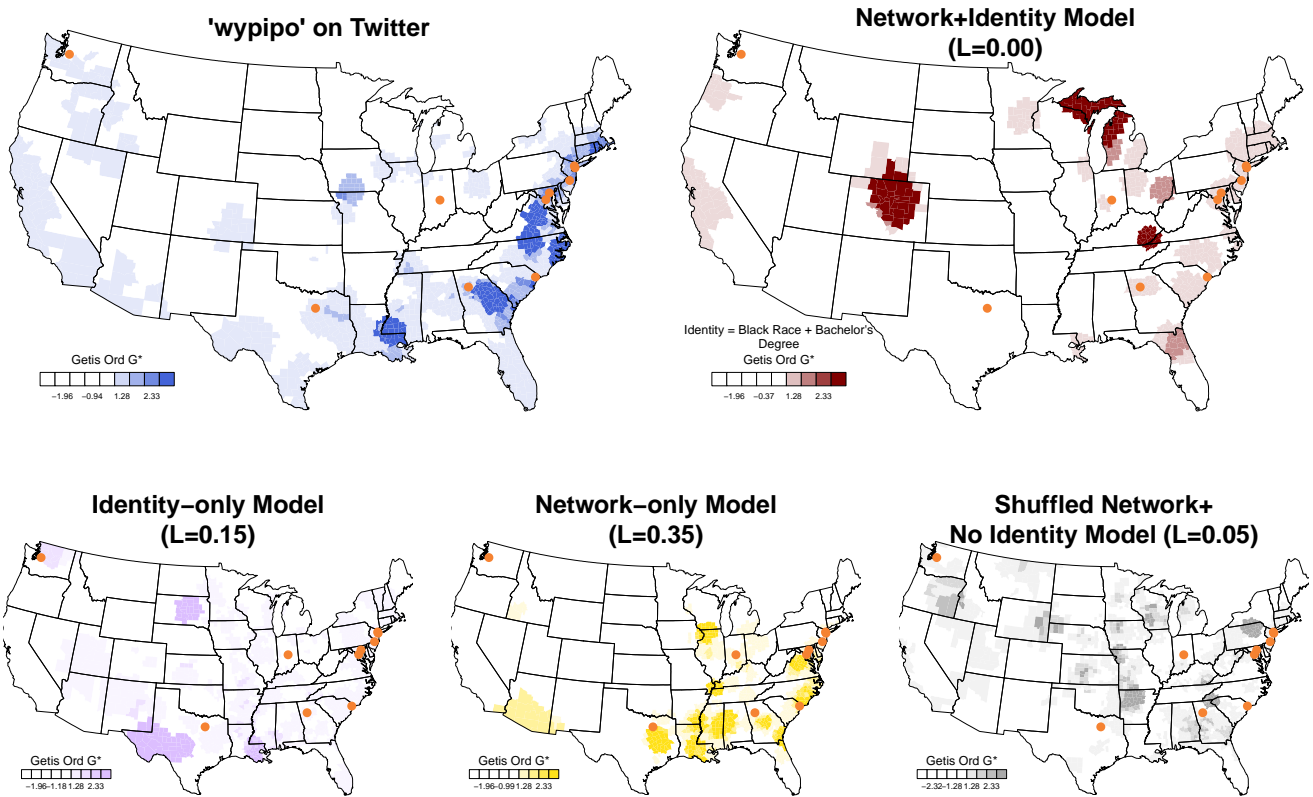 'wypipo' on Twitter
Getis Ord G*
−1.96 −0.94 1.28 2.33
Network+Identity Model
(L=0.00)
Identity = Black Race + Bachelor's
Degree
Getis Ord G*
−1.96 −0.37 1.28 2.33
Identity−only Model
(L=0.15)
Getis Ord G*
−1.96−1.18 1.28 2.33
Network−only Model
(L=0.35)
Getis Ord G*
−1.96−0.99 1.28 2.33
Shuffled Network+
No Identity Model (L=0.05)
Getis Ord G*
−2.32−1.28 1.28 2.33